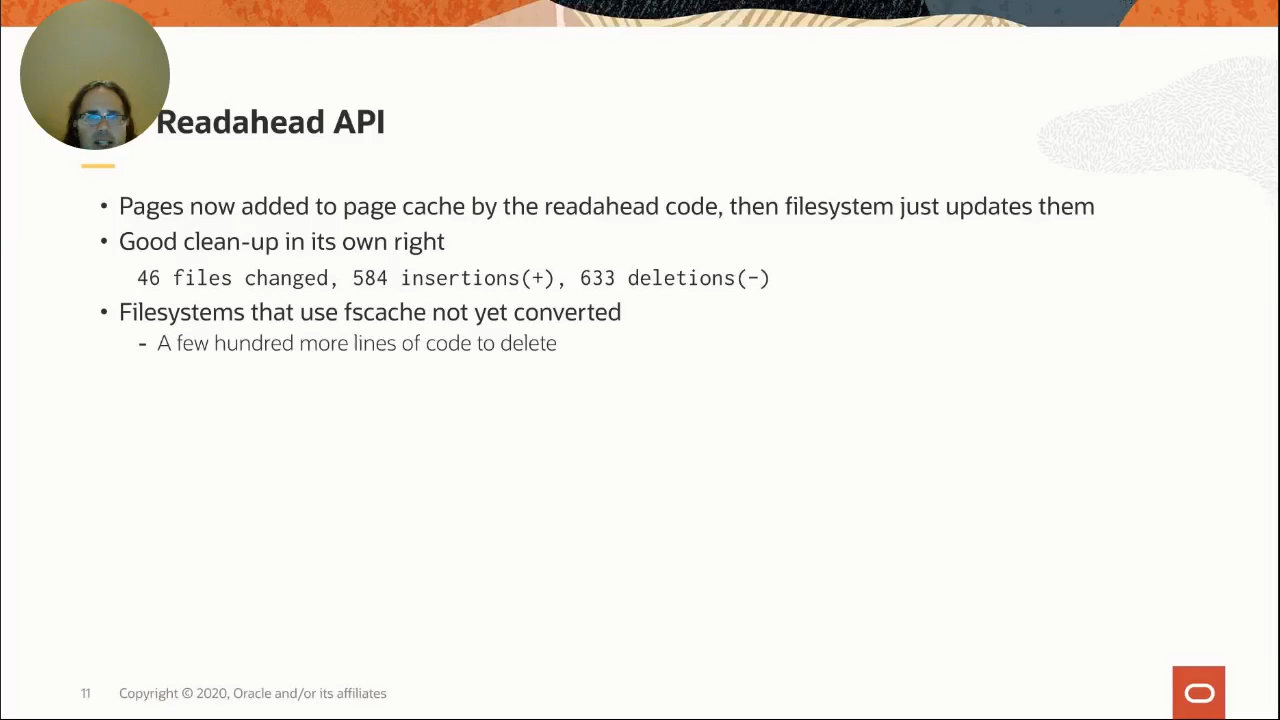 Readahead API
• Pages now added to page cache by the readahead code, then filesystem just updates them
• Good clean-up in its own right
46 files changed, 584 insertions(+), 633 deletions(-)
• Filesystems that use fscache not yet converted
- A few hundred more lines of code to delete
11 Copyright © 2020, Oracle and/or its affiliates